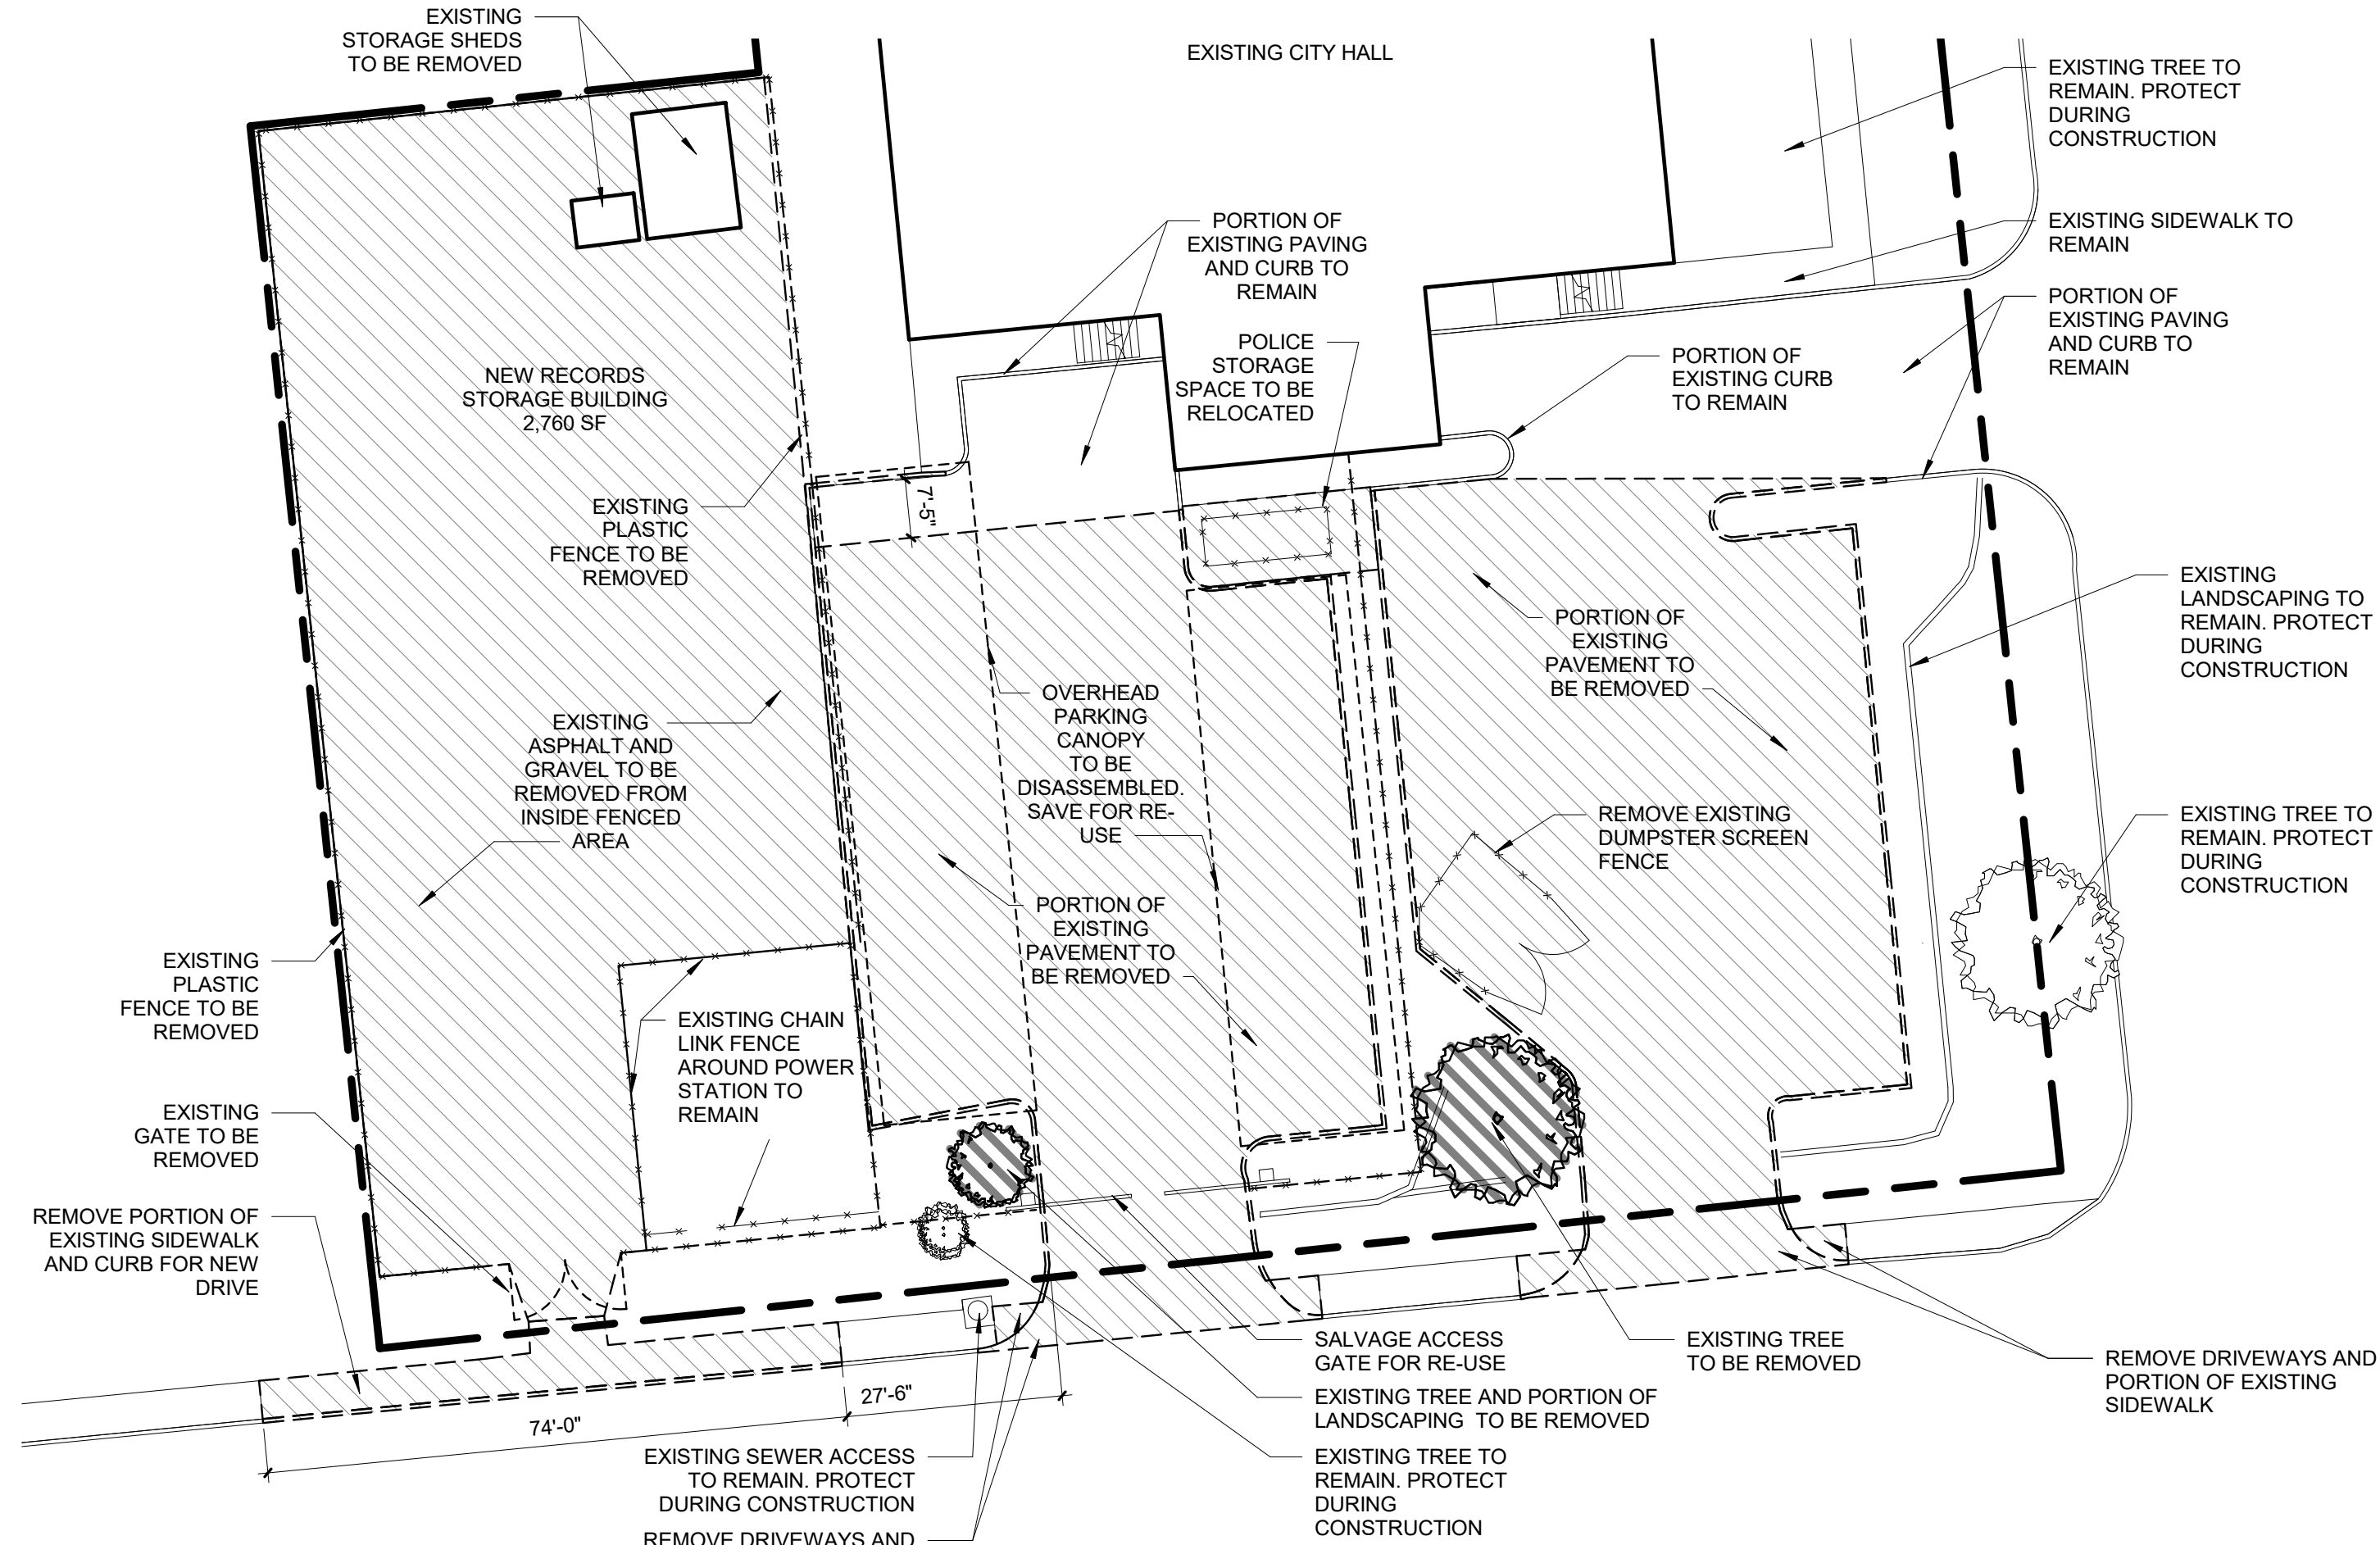 EXISTING
STORAGE SHEDS
TO BE REMOVED
EXISTING CITY HALL
EXISTING TREE TO
REMAIN. PROTECT
DURING
CONSTRUCTION
PORTION OF
EXISTING PAVING
AND CURB TO
REMAIN
EXISTING SIDEWALK TO
REMAIN
PORTION OF
EXISTING PAVING
AND CURB TO
REMAIN
POLICE
STORAGE
SPACE TO BE
RELOCATED
PORTION OF
EXISTING CURB
TO REMAIN
NEW RECORDS
STORAGE BUILDING
2,760 SF
7'-5"
EXISTING
PLASTIC
FENCE TO BE
REMOVED
EXISTING
LANDSCAPING TO
REMAIN. PROTECT
DURING
CONSTRUCTION
PORTION OF
EXISTING
PAVEMENT TO
BE REMOVED
OVERHEAD
PARKING
CANOPY
TO BE
DISASSEMBLED.
SAVE FOR RE-
USE
EXISTING
ASPHALT AND
GRAVEL TO BE
REMOVED FROM
INSIDE FENCED
AREA
REMOVE EXISTING
DUMPSTER SCREEN
FENCE
EXISTING TREE TO
REMAIN. PROTECT
DURING
CONSTRUCTION
PORTION OF
EXISTING
PAVEMENT TO
BE REMOVED
EXISTING
PLASTIC
FENCE TO BE
REMOVED
EXISTING CHAIN
LINK FENCE
AROUND POWER
STATION TO
REMAIN
EXISTING
GATE TO BE
REMOVED
REMOVE PORTION OF
EXISTING SIDEWALK
AND CURB FOR NEW
DRIVE
SALVAGE ACCESS
GATE FOR RE-USE
EXISTING TREE
TO BE REMOVED
REMOVE DRIVEWAYS AND
PORTION OF EXISTING
SIDEWALK
EXISTING TREE AND PORTION OF
LANDSCAPING TO BE REMOVED
27'-6"
74'-0"
EXISTING SEWER ACCESS
TO REMAIN. PROTECT
DURING CONSTRUCTION
EXISTING TREE TO
REMAIN. PROTECT
DURING
CONSTRUCTION
REMOVE DRIVEWAYS AND